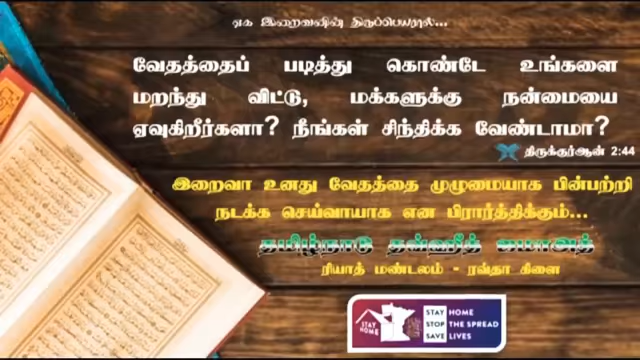 ஏக இறைவனின் திருப்பெயரால்...
வேதத்தைப் படித்து கொண்டே உங்களை
மறந்து விட்டு, மக்களுக்கு நன்மையை
ஏவுகிறீர்களா? நீங்கள் சிந்திக்க வேண்டாமா?
திருக்குர்ஆன் 2:44
இறைவா உனது வேதத்தை முழுமையாக பின்பற்றி
நடக்க செய்வாயாக என பிரார்த்திக்கும்...
தமிழ்நாடு தவ்ஹீத் ஜமாஅத்
ரியாத் மண்டலம் - ரவ்தா கிளை
STAY HOME
STAY HOME
STOP THE SPREAD
SAVE LIVES